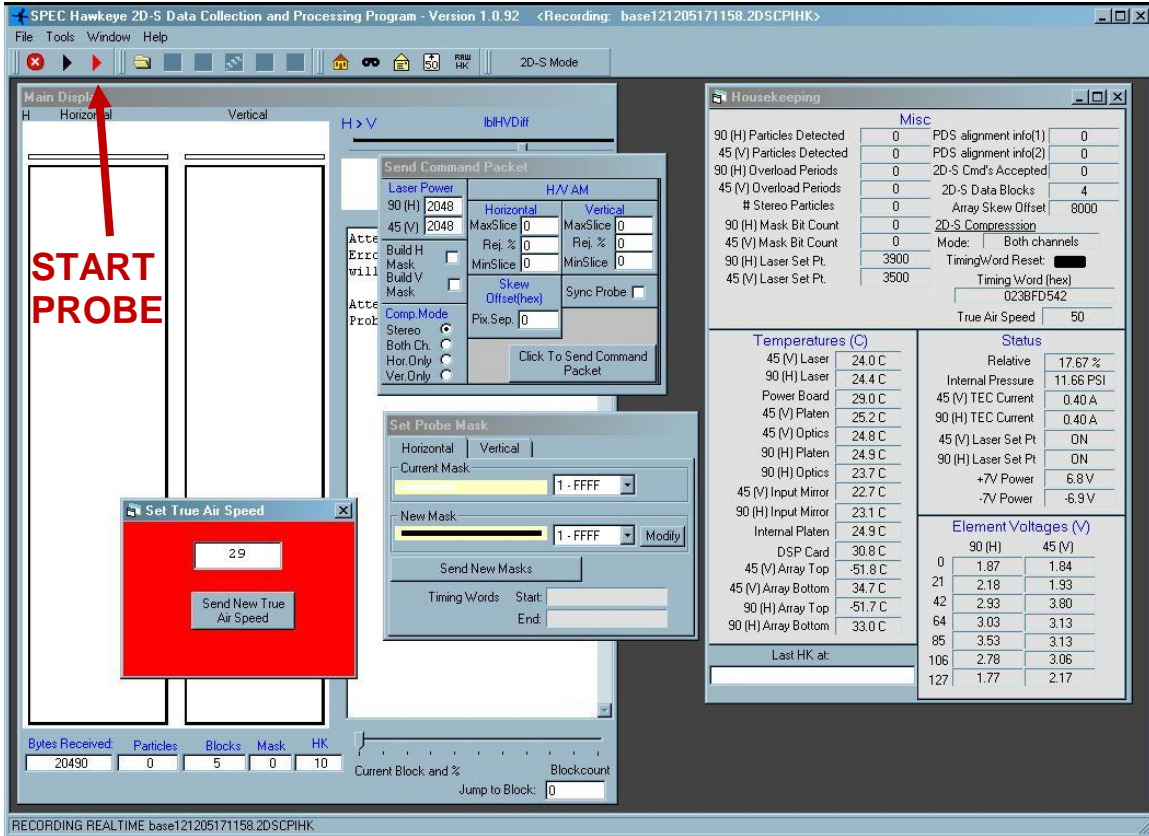 SPEC Hawkeye 2D-S Data Collection and Processing Program - Version 1.0.92 <Recording: base121205171158.2DSCPIHK>
File Tools Window Help
+50
RAW HK
2D-S Mode
START PROBE
Main Display
H Horizontal Vertical
H > V
lblHVDiff
Send Command Packet
Laser Power
90 (H) 2048
45 (V) 2048
Build H Mask
Build V Mask
Comp.Mode
Stereo
Both Ch.
Hor.Only
Ver.Only
H/V AM
Horizontal
MaxSlice 0
Rej. % 0
MinSlice 0
Vertical
MaxSlice 0
Rej. % 0
MinSlice 0
Skew Offset(hex)
Pix.Sep. 0
Sync Probe
Click To Send Command Packet
Atte
Erro
will
Atte
Prob
Set Probe Mask
Horizontal Vertical
Current Mask
1 - FFFF
New Mask
1 - FFFF
Modify
Send New Masks
Timing Words Start:
End:
Set True Air Speed
29
Send New True Air Speed
Bytes Received: Particles Blocks Mask HK
20490 0 5 0 10
Current Block and % Blockcount
Jump to Block: 0
RECORDING REALTIME base121205171158.2DSCPIHK
Housekeeping
Misc
90 (H) Particles Detected 0
45 (V) Particles Detected 0
90 (H) Overload Periods 0
45 (V) Overload Periods 0
# Stereo Particles 0
90 (H) Mask Bit Count 0
45 (V) Mask Bit Count 0
90 (H) Laser Set Pt. 3900
45 (V) Laser Set Pt. 3500
PDS alignment info(1) 0
PDS alignment info(2) 0
2D-S Cmd's Accepted 0
2D-S Data Blocks 4
Array Skew Offset 8000
2D-S Compresssion
Mode: Both channels
TimingWord Reset:
Timing Word (hex)
023BFD542
True Air Speed 50
Temperatures (C)
45 (V) Laser 24.0 C
90 (H) Laser 24.4 C
Power Board 29.0 C
45 (V) Platen 25.2 C
45 (V) Optics 24.8 C
90 (H) Platen 24.9 C
90 (H) Optics 23.7 C
45 (V) Input Mirror 22.7 C
90 (H) Input Mirror 23.1 C
Internal Platen 24.9 C
DSP Card 30.8 C
45 (V) Array Top -51.8 C
45 (V) Array Bottom 34.7 C
90 (H) Array Top -51.7 C
90 (H) Array Bottom 33.0 C
Last HK at:
Status
Relative 17.67 %
Internal Pressure 11.66 PSI
45 (V) TEC Current 0.40 A
90 (H) TEC Current 0.40 A
45 (V) Laser Set Pt ON
90 (H) Laser Set Pt ON
+7V Power 6.8 V
-7V Power -6.9 V
Element Voltages (V)
90 (H) 45 (V)
0 1.87 1.84
21 2.18 1.93
42 2.93 3.80
64 3.03 3.13
85 3.53 3.13
106 2.78 3.06
127 1.77 2.17